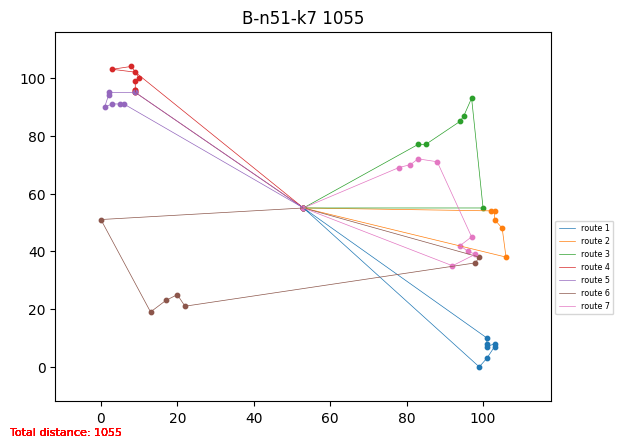 B-n51-k7 1055
100
80
60
40
20
0
0 20 40 60 80 100
route 1
route 2
route 3
route 4
route 5
route 6
route 7
Total distance: 1055